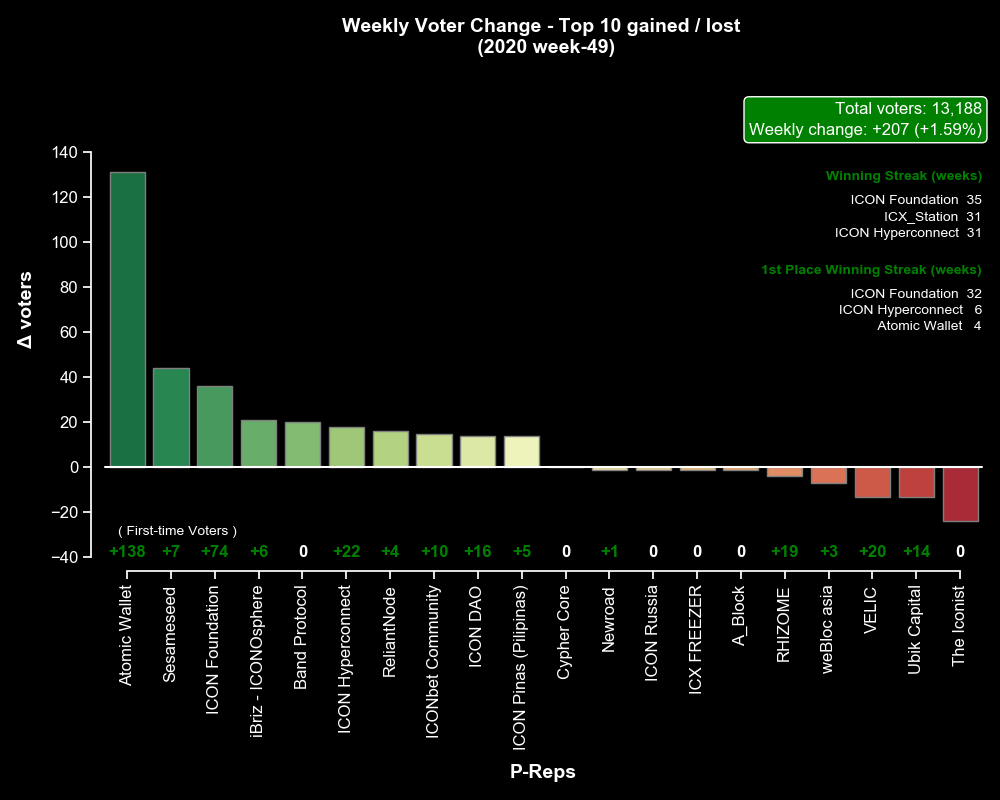 Weekly Voter Change - Top 10 gained / lost
(2020 week-49)
Total voters: 13,188
Weekly change: +207 (+1.59%)
Winning Streak (weeks)
ICON Foundation 35
ICX_Station 31
ICON Hyperconnect 31
1st Place Winning Streak (weeks)
ICON Foundation 32
ICON Hyperconnect 6
Atomic Wallet 4
Δ voters
140
120
100
80
60
40
20
0
−20
−40
( First-time Voters )
+138 +7 +74 +6 0 +22 +4 +10 +16 +5 0 +1 0 0 0 +19 +3 +20 +14 0
Atomic Wallet
Sesameseed
ICON Foundation
iBriz - ICONOsphere
Band Protocol
ICON Hyperconnect
ReliantNode
ICONbet Community
ICON DAO
ICON Pinas (Pilipinas)
Cypher Core
Newroad
ICON Russia
ICX FREEZER
A_Block
RHIZOME
weBloc asia
VELIC
Ubik Capital
The Iconist
P-Reps